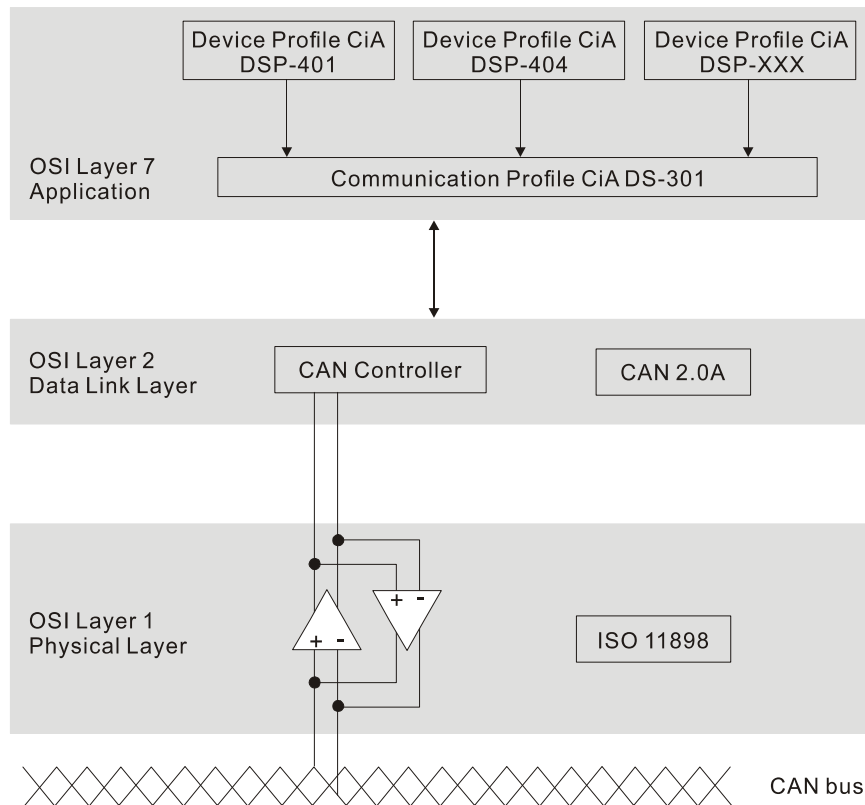 Device Profile CiA
DSP-401
Device Profile CiA
DSP-404
Device Profile CiA
DSP-XXX
OSI Layer 7
Application
Communication Profile CiA DS-301
OSI Layer 2
Data Link Layer
CAN Controller
CAN 2.0A
OSI Layer 1
Physical Layer
+ -
+ -
ISO 11898
CAN bus